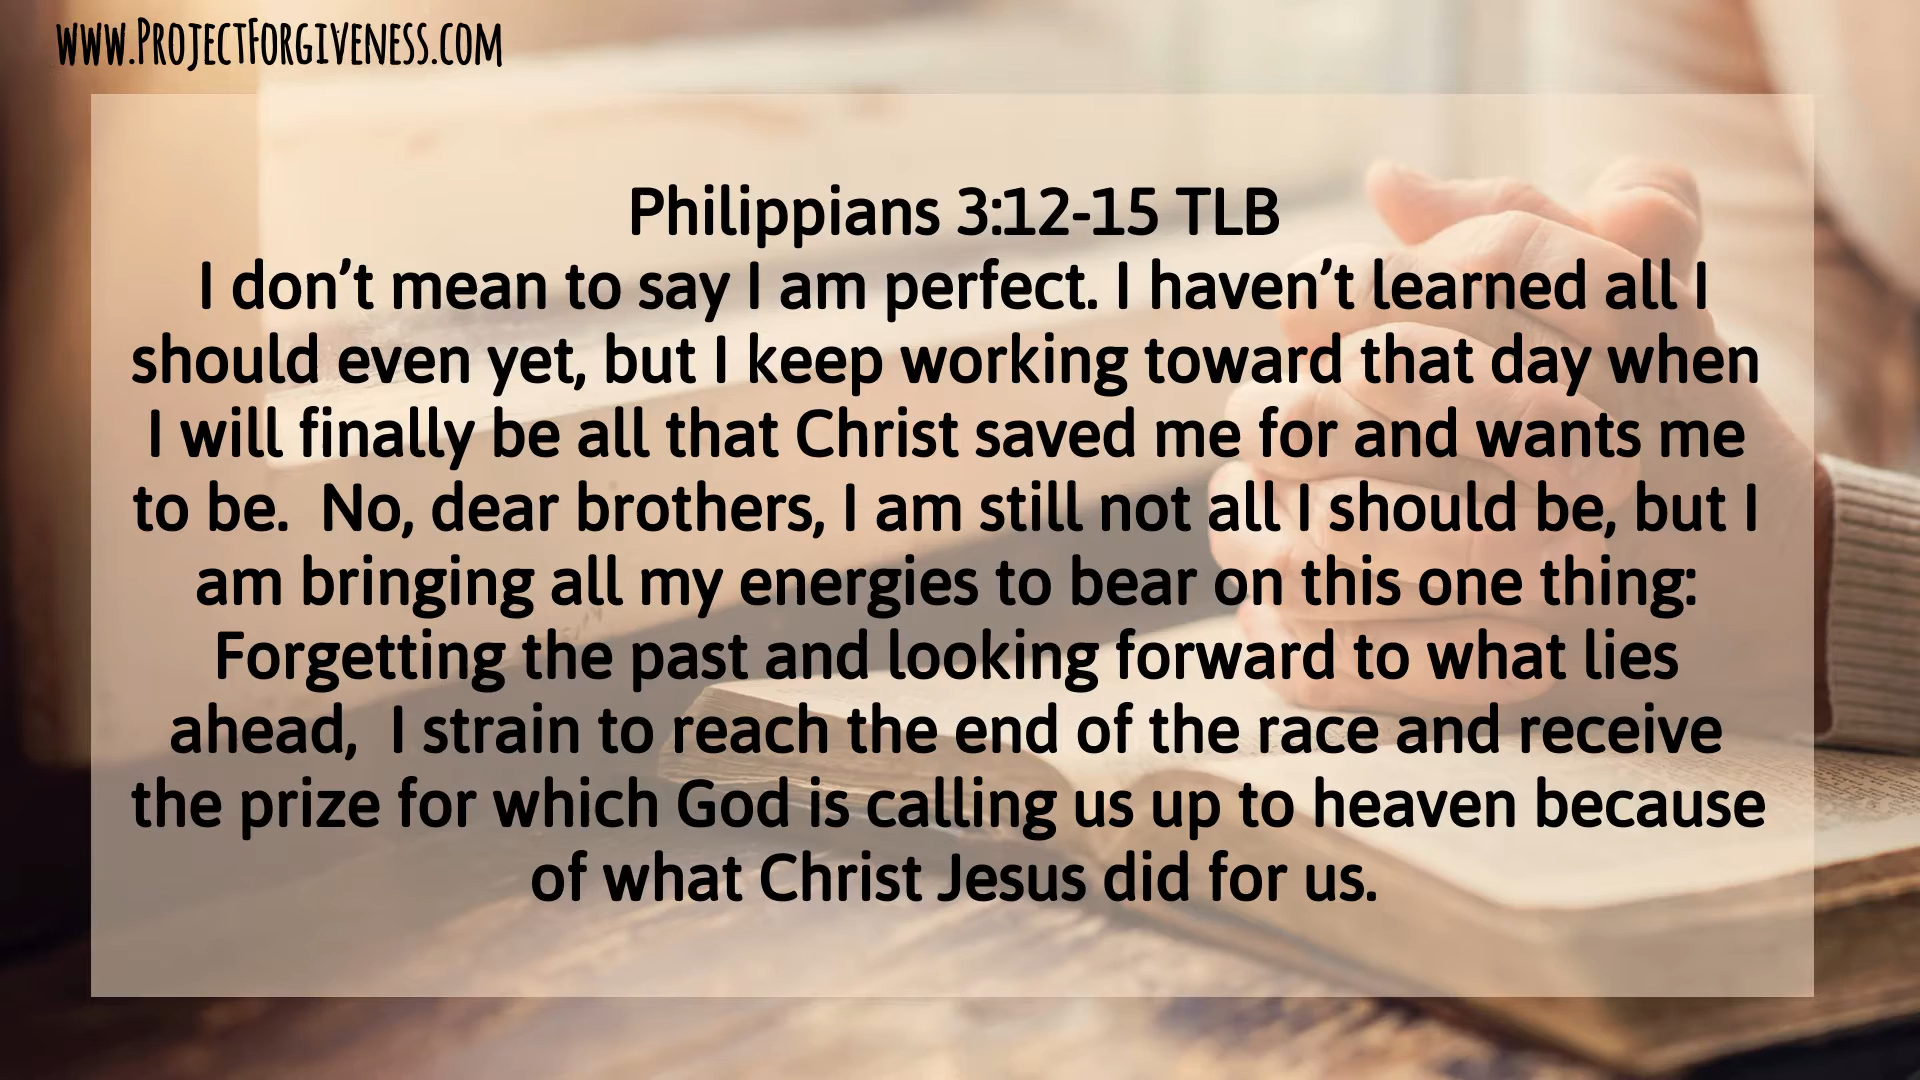 www.ProjectForgiveness.com
Philippians 3:12-15 TLB
I don’t mean to say I am perfect. I haven’t learned all I
should even yet, but I keep working toward that day when
I will finally be all that Christ saved me for and wants me
to be.  No, dear brothers, I am still not all I should be, but I
am bringing all my energies to bear on this one thing:
Forgetting the past and looking forward to what lies
ahead,  I strain to reach the end of the race and receive
the prize for which God is calling us up to heaven because
of what Christ Jesus did for us.